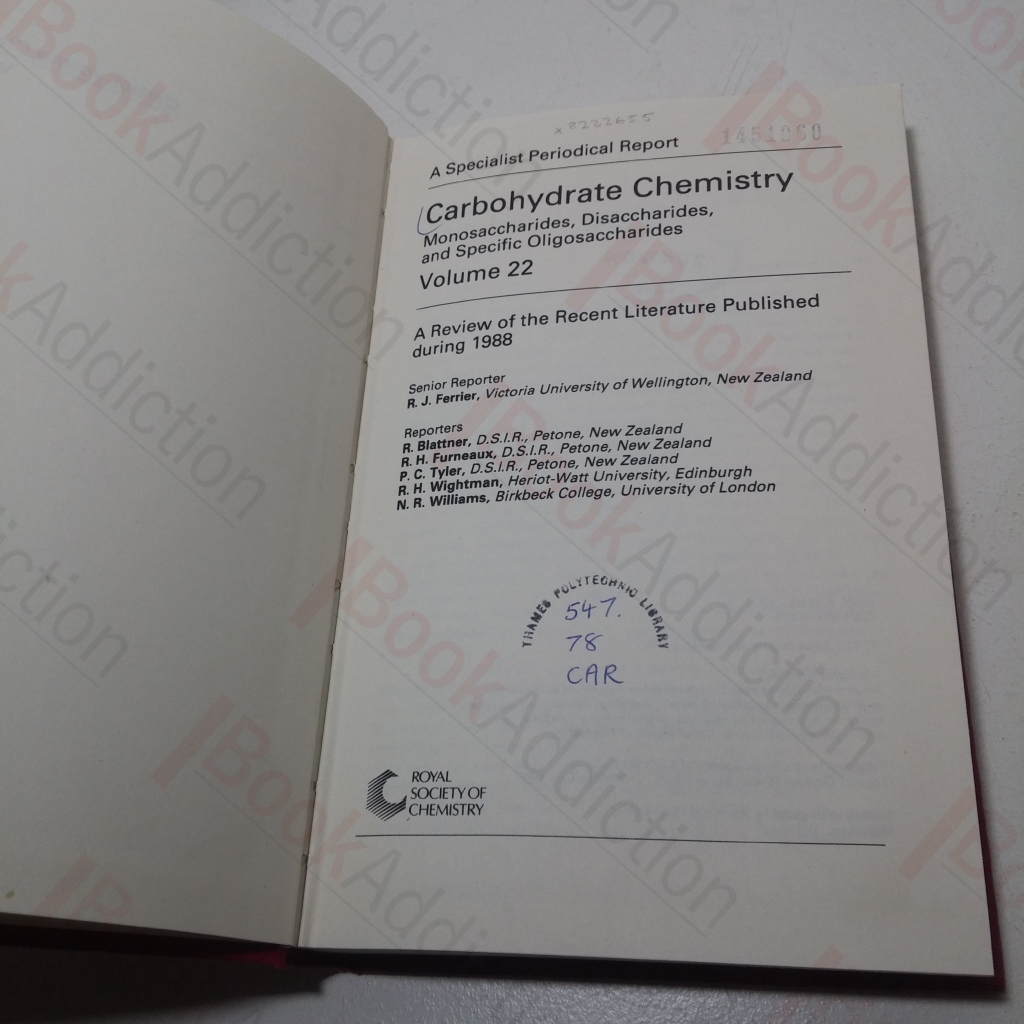 x8222655
1451060
A Specialist Periodical Report
Carbohydrate Chemistry
Monosaccharides, Disaccharides,
and Specific Oligosaccharides
Volume 22
A Review of the Recent Literature Published
during 1988
Senior Reporter
R. J. Ferrier, Victoria University of Wellington, New Zealand
Reporters
R. Blattner, D.S.I.R., Petone, New Zealand
R. H. Furneaux, D.S.I.R., Petone, New Zealand
P. C. Tyler, D.S.I.R., Petone, New Zealand
R. H. Wightman, Heriot-Watt University, Edinburgh
N. R. Williams, Birkbeck College, University of London
THAMES POLYTECHNIC LIBRARY
547.
78
CAR
ROYAL
SOCIETY OF
CHEMISTRY
BookAddiction